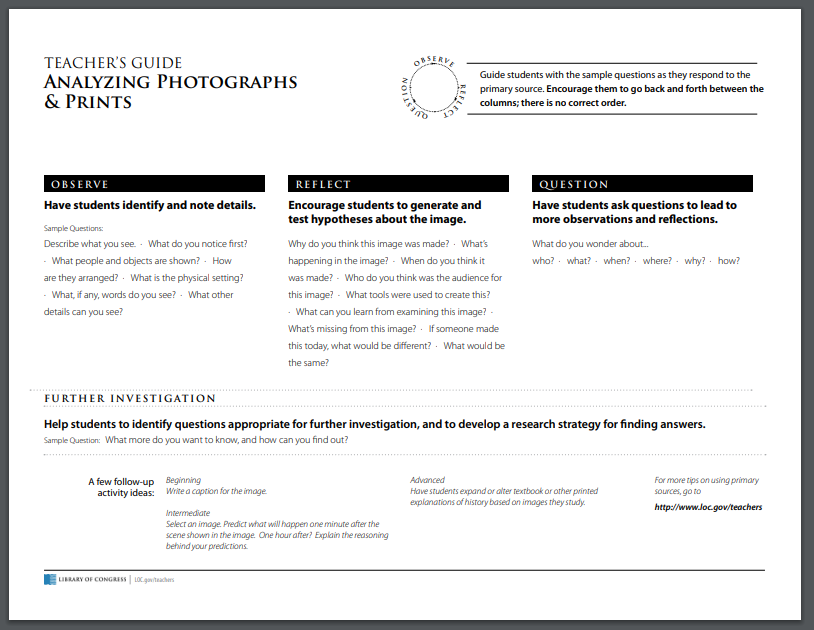 TEACHER'S GUIDE
ANALYZING PHOTOGRAPHS
& PRINTS
OBSERVE
REFLECT
QUESTION
Guide students with the sample questions as they respond to the
primary source. Encourage them to go back and forth between the
columns; there is no correct order.
OBSERVE
Have students identify and note details.
Sample Questions:
Describe what you see. · What do you notice first?
· What people and objects are shown? · How
are they arranged? · What is the physical setting?
· What, if any, words do you see? · What other
details can you see?
REFLECT
Encourage students to generate and
test hypotheses about the image.
Why do you think this image was made? · What's
happening in the image? · When do you think it
was made? · Who do you think was the audience for
this image? · What tools were used to create this?
· What can you learn from examining this image? ·
What's missing from this image? · If someone made
this today, what would be different? · What would be
the same?
QUESTION
Have students ask questions to lead to
more observations and reflections.
What do you wonder about...
who? · what? · when? · where? · why? · how?
FURTHER INVESTIGATION
Help students to identify questions appropriate for further investigation, and to develop a research strategy for finding answers.
Sample Question: What more do you want to know, and how can you find out?
A few follow-up
activity ideas:
Beginning
Write a caption for the image.
Intermediate
Select an image. Predict what will happen one minute after the
scene shown in the image. One hour after? Explain the reasoning
behind your predictions.
Advanced
Have students expand or alter textbook or other printed
explanations of history based on images they study.
For more tips on using primary
sources, go to
http://www.loc.gov/teachers
LIBRARY OF CONGRESS | LOC.gov/teachers